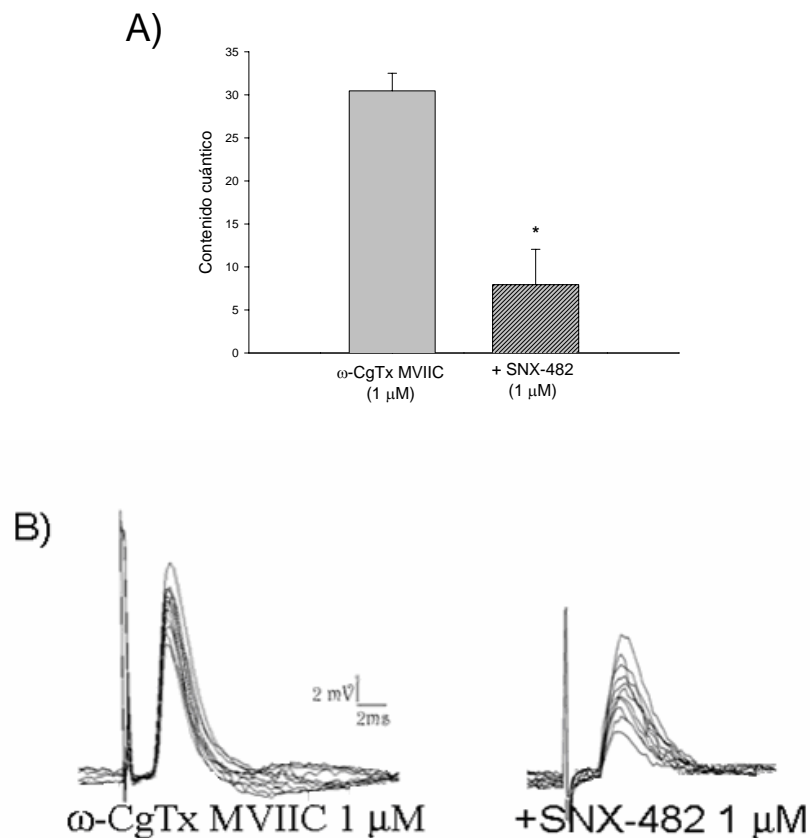 A)
35
30
25
20
15
10
5
0
Contenido cuántico
*
ω-CgTx MVIIC
(1 μM)
+ SNX-482
(1 μM)
B)
2 mV
2ms
ω-CgTx MVIIC 1 μM
+SNX-482 1 μM